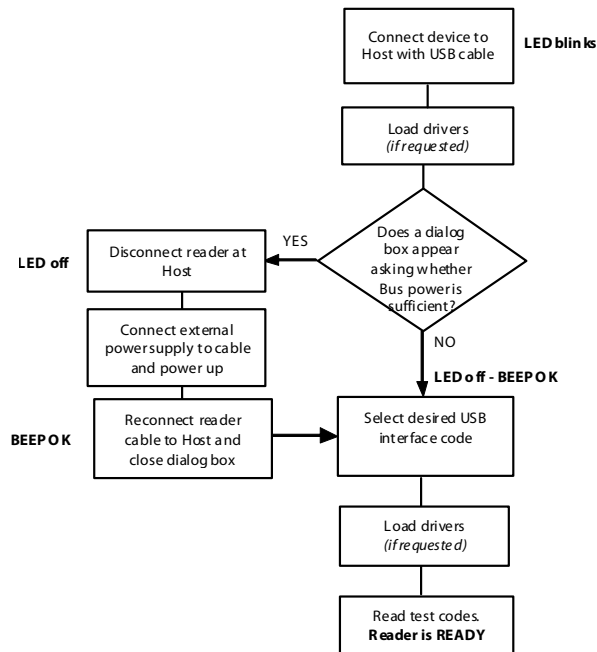 Connect device to
Host with USB cable
LED blinks
Load drivers
(if requested)
Does a dialog
box appear
asking whether
Bus power is
sufficient?
YES
Disconnect reader at
Host
LED off
Connect external
power supply to cable
and power up
NO
LED off - BEEP OK
BEEP OK
Reconnect reader
cable to Host and
close dialog box
Select desired USB
interface code
Load drivers
(if requested)
Read test codes.
Reader is READY